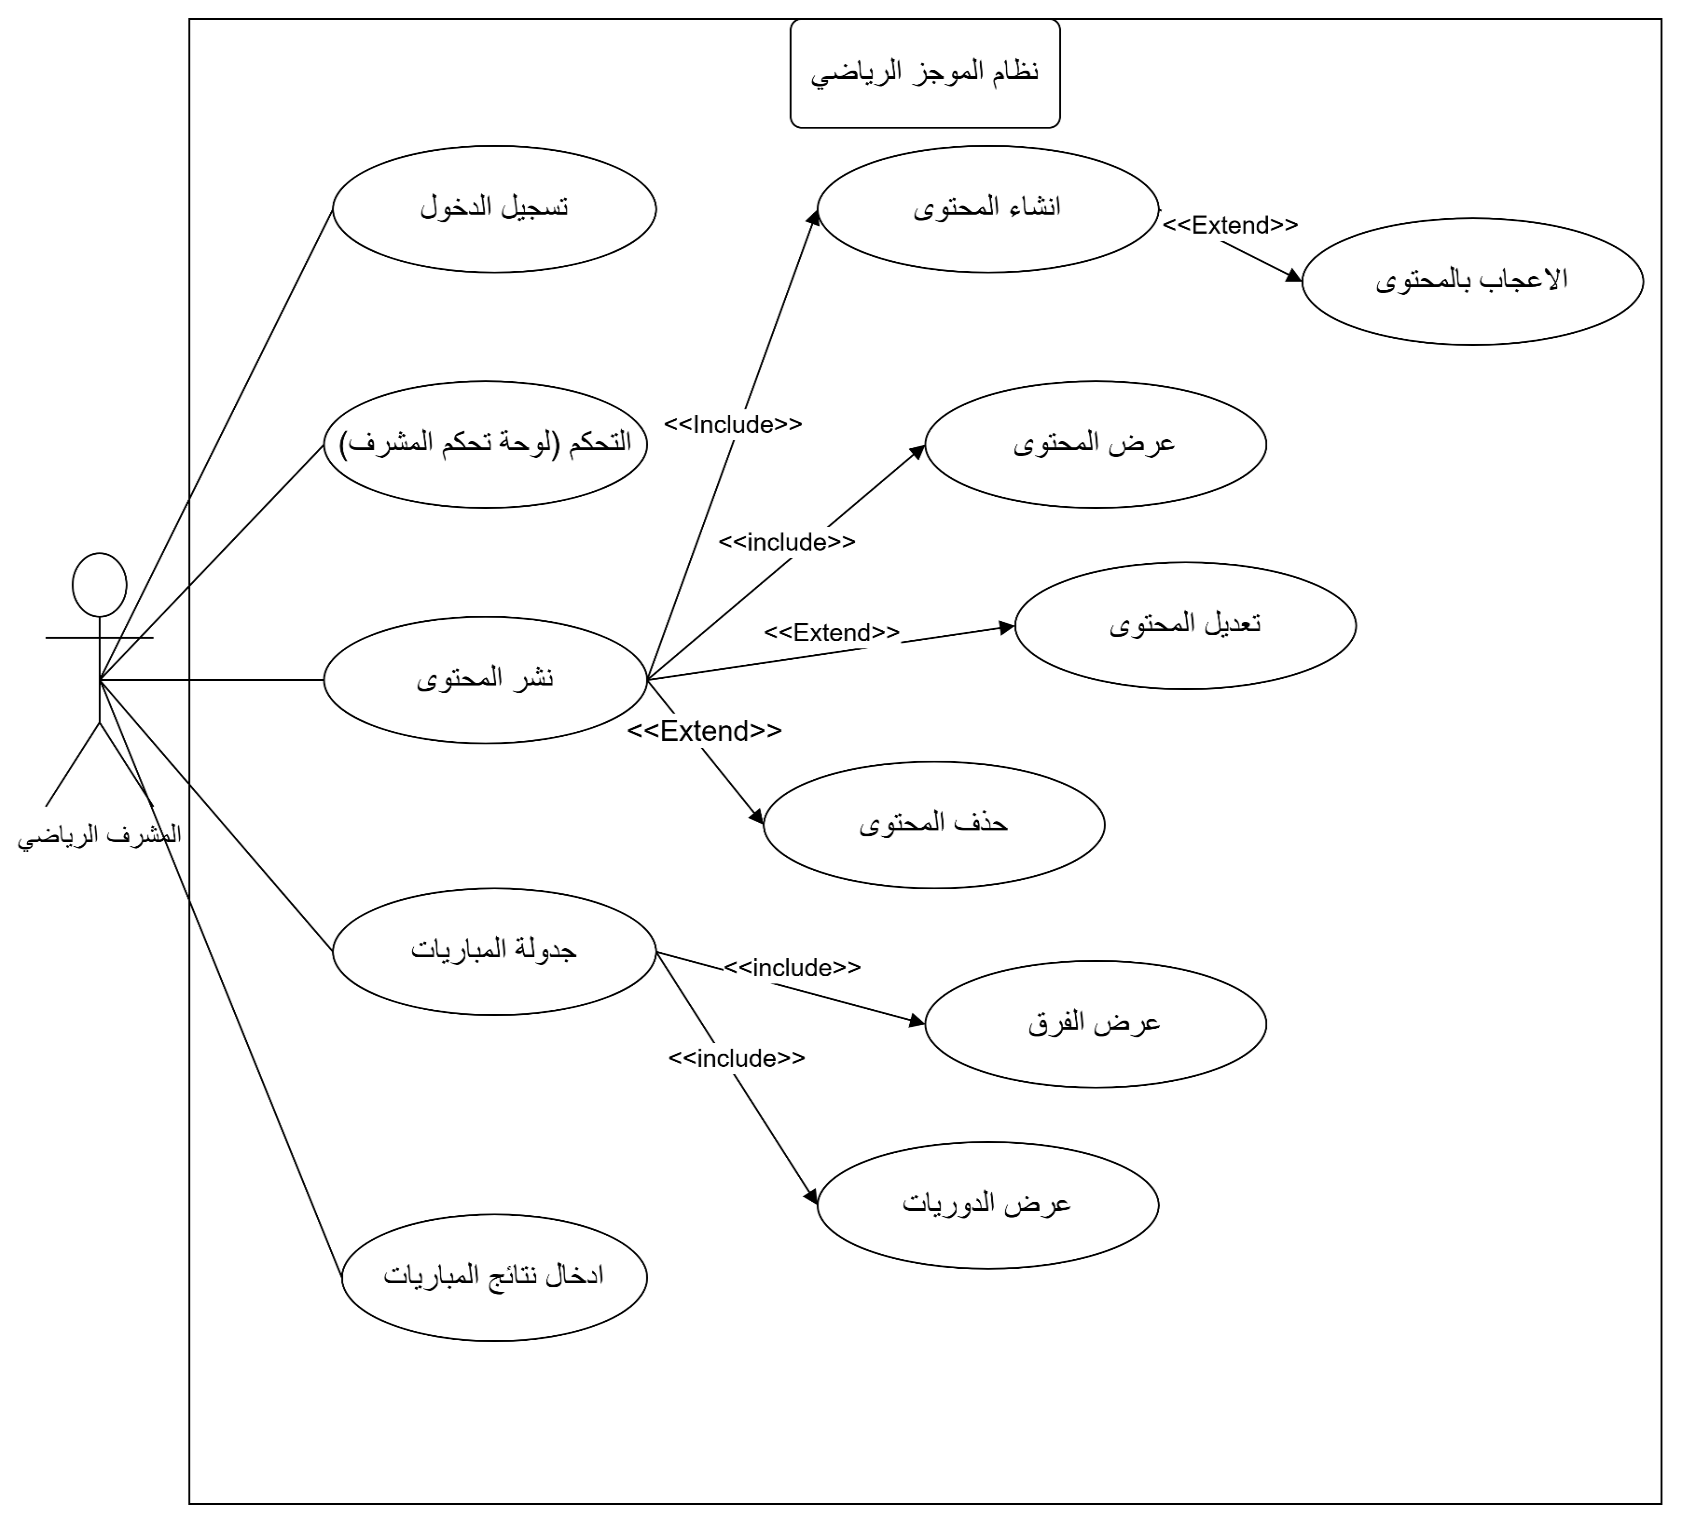 نظام الموجز الرياضي
تسجيل الدخول
انشاء المحتوى
<<Extend>>
الاعجاب بالمحتوى
التحكم (لوحة تحكم المشرف)
<<Include>>
عرض المحتوى
<<include>>
تعديل المحتوى
<<Extend>>
نشر المحتوى
<<Extend>>
حذف المحتوى
المشرف الرياضي
جدولة المباريات
<<include>>
عرض الفرق
<<include>>
عرض الدوريات
ادخال نتائج المباريات